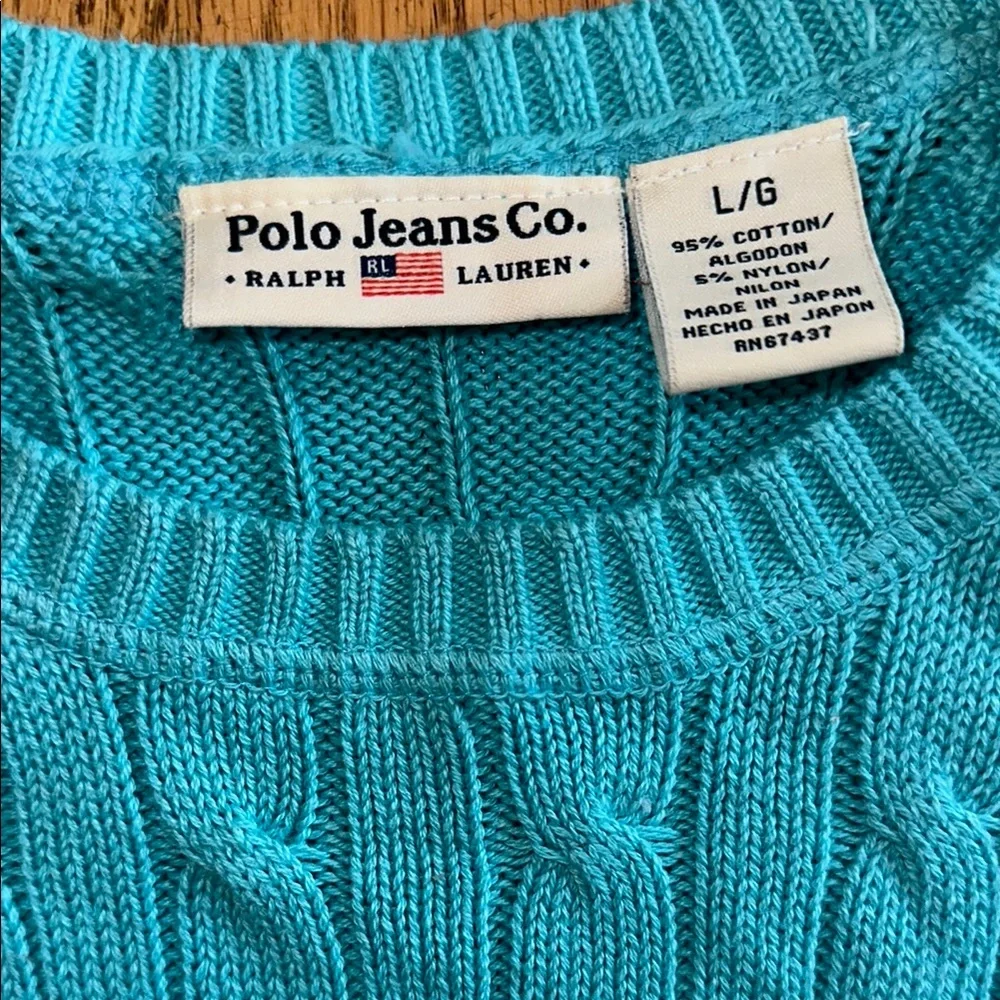 Polo Jeans Co.
• RALPH RL LAUREN •
L/G
95% COTTON/
ALGODON
5% NYLON/
NILON
MADE IN JAPAN
HECHO EN JAPON
RN67437